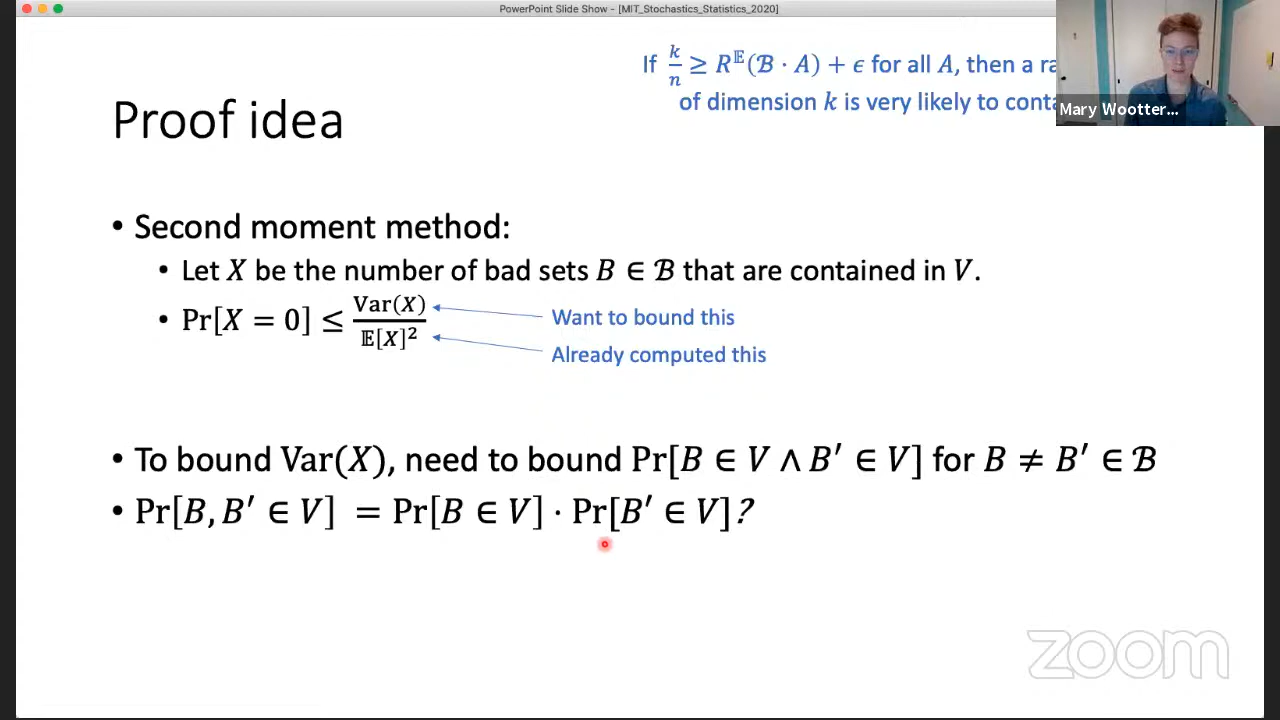 PowerPoint Slide Show - [MIT_Stochastics_Statistics_2020]
If k/n ≥ R^𝔼(ℬ · A) + ϵ for all A, then a
of dimension k is very likely to
Mary Wootter...
Proof idea
• Second moment method:
• Let X be the number of bad sets B ∈ ℬ that are contained in V.
• Pr[X = 0] ≤ Var(X)/𝔼[X]²
Want to bound this
Already computed this
• To bound Var(X), need to bound Pr[B ∈ V ∧ B′ ∈ V] for B ≠ B′ ∈ ℬ
• Pr[B, B′ ∈ V] = Pr[B ∈ V] · Pr[B′ ∈ V]?
zoom